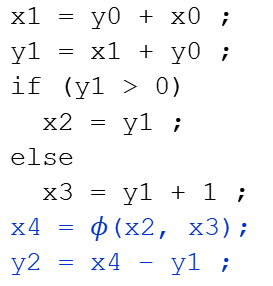 x1 = y0 + x0 ;
y1 = x1 + y0 ;
if (y1 > 0)
  x2 = y1 ;
else
  x3 = y1 + 1 ;
x4 = ϕ(x2, x3);
y2 = x4 – y1 ;